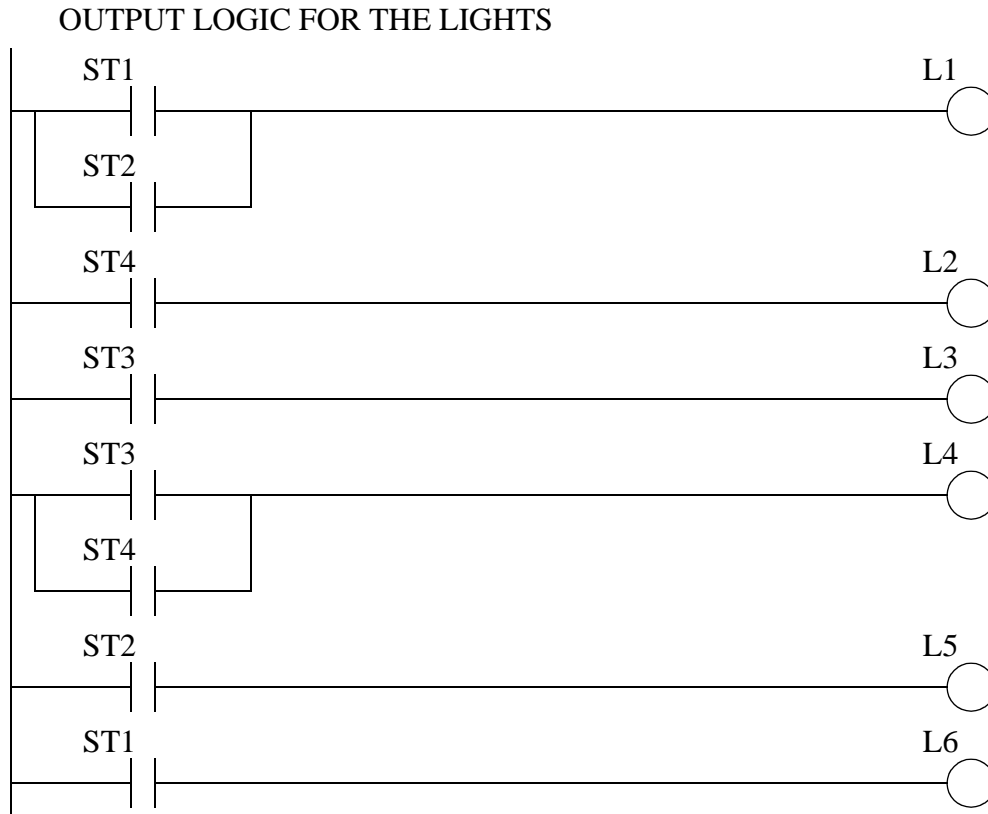 OUTPUT LOGIC FOR THE LIGHTS
ST1 L1
ST2
ST4 L2
ST3 L3
ST3 L4
ST4
ST2 L5
ST1 L6